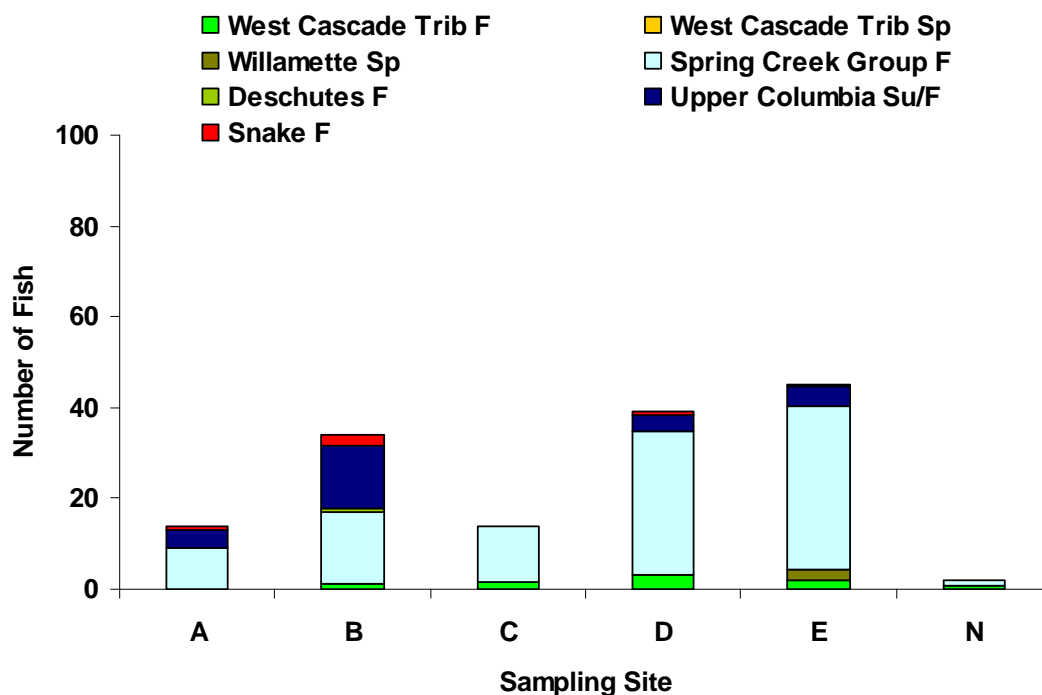 West Cascade Trib F
West Cascade Trib Sp
Willamette Sp
Spring Creek Group F
Deschutes F
Upper Columbia Su/F
Snake F
100
80
60
40
20
0
Number of Fish
A B C D E N
Sampling Site